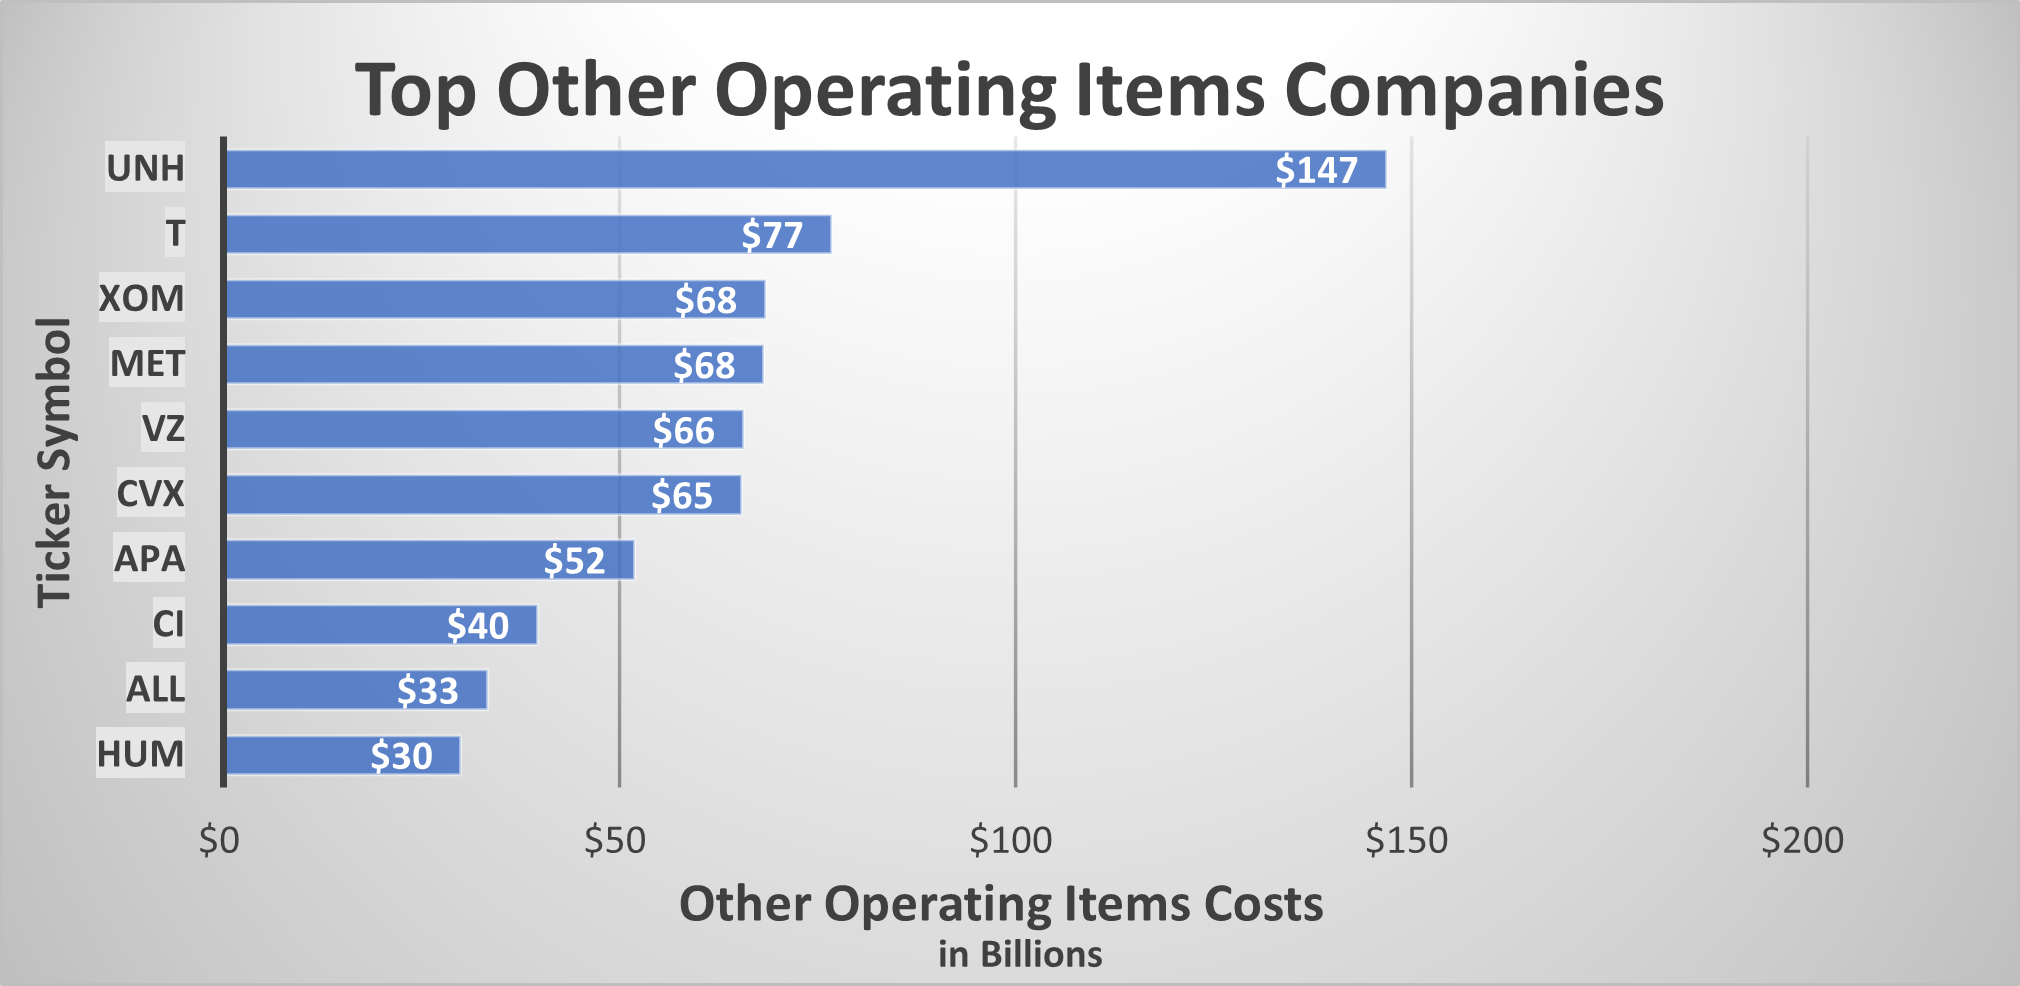 Top Other Operating Items Companies
Ticker Symbol
UNH $147
T $77
XOM $68
MET $68
VZ $66
CVX $65
APA $52
CI $40
ALL $33
HUM $30
$0 $50 $100 $150 $200
Other Operating Items Costs
in Billions